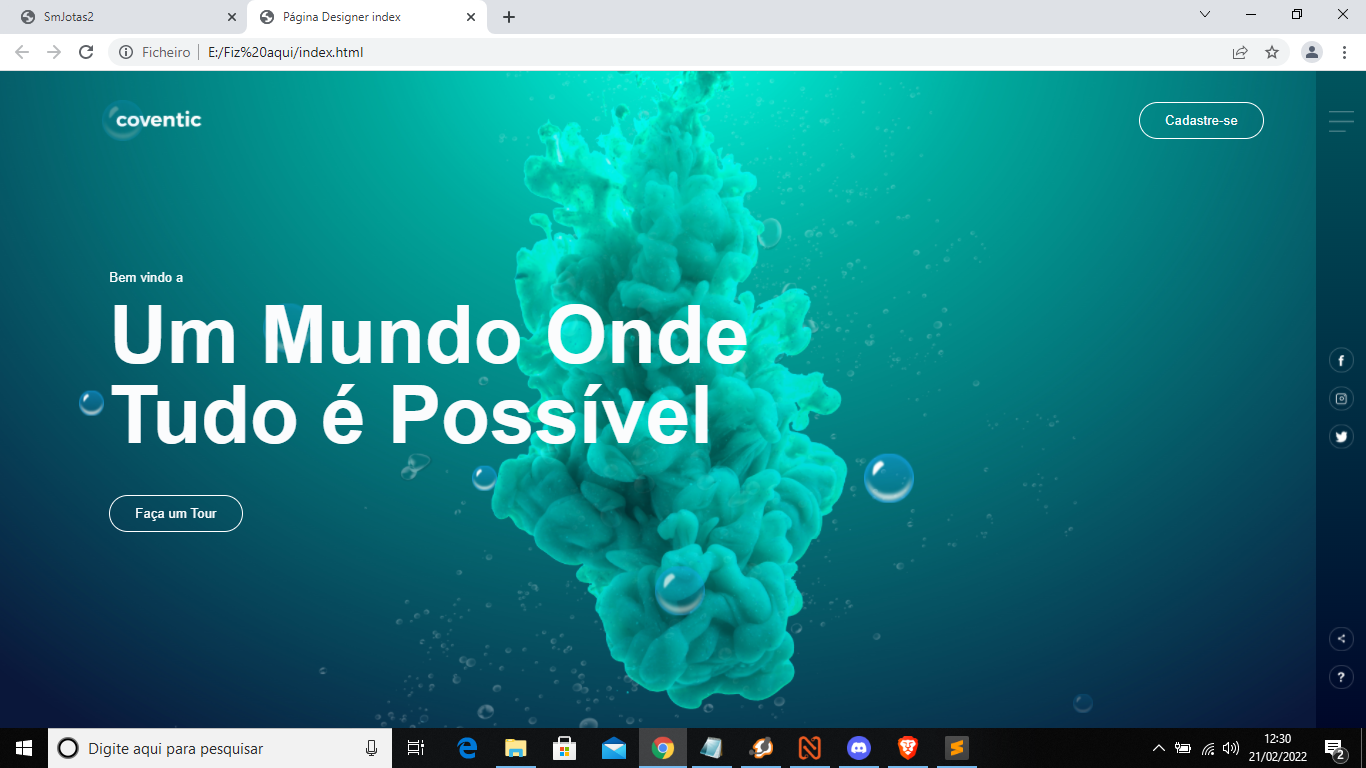 SmJotas2
Página Designer index
Ficheiro
E:/Fiz%20aqui/index.html
coventic
Cadastre-se
Bem vindo a
Um Mundo Onde
Tudo é Possível
Faça um Tour
?
Digite aqui para pesquisar
12:30
21/02/2022
2